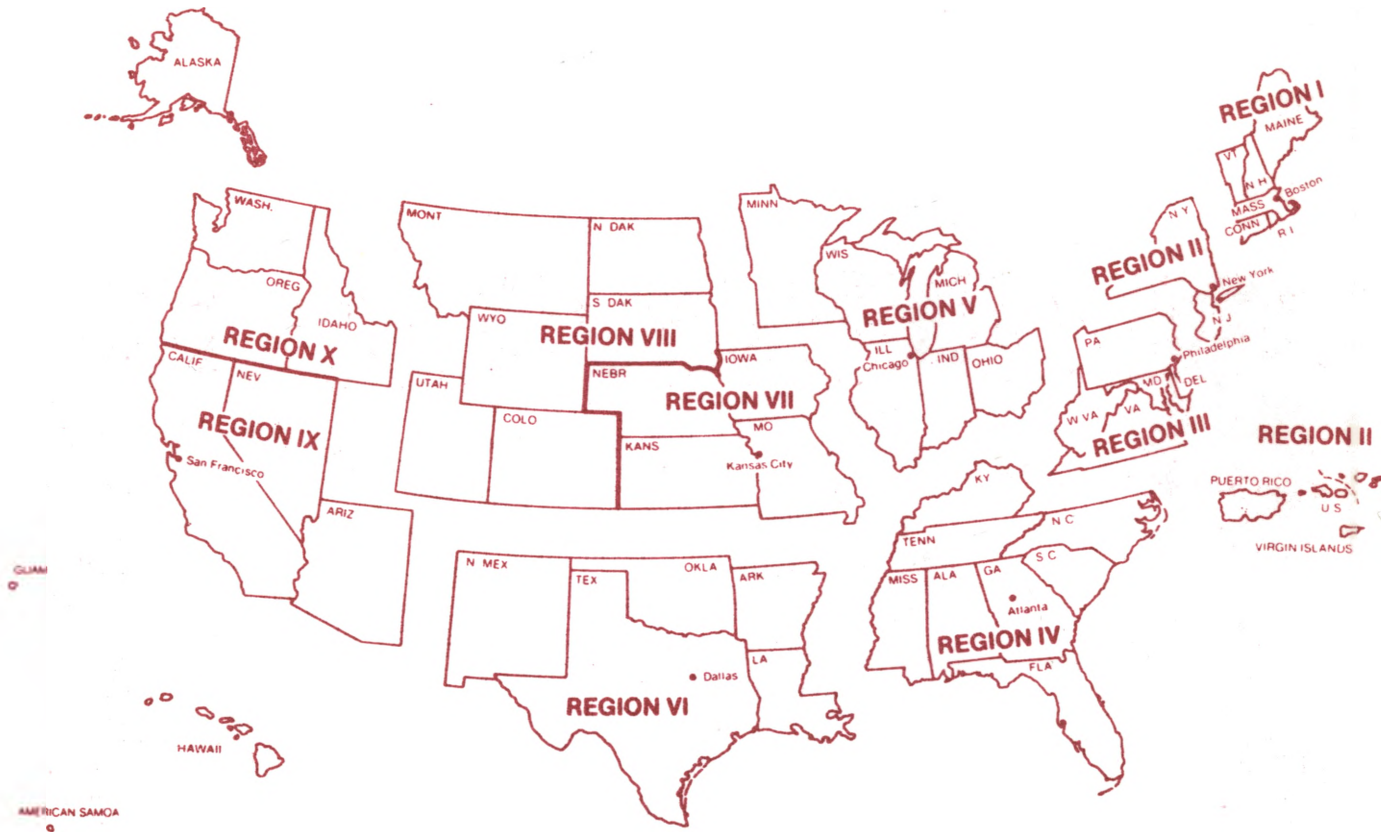 ALASKA
REGION I
MAINE
VT
N H
Boston
MASS
CONN
R I
WASH.
MONT
N DAK
MINN
N Y
WIS
REGION II
MICH
New York
OREG
S DAK
REGION V
N J
WYO
IDAHO
REGION VIII
REGION X
PA
Philadelphia
CALIF
NEV
UTAH
NEBR
IOWA
ILL
Chicago
IND
OHIO
MD
DEL
REGION VII
W VA
VA
REGION III
REGION IX
COLO
MO
REGION II
KANS
Kansas City
San Francisco
KY
PUERTO RICO
U S
VIRGIN ISLANUS
ARIZ
N C
TENN
S C
GUAM
N MEX
TEX
OKLA
ARK
MISS
ALA
GA
Atlanta
REGION IV
LA
FLA
Dallas
REGION VI
HAWAII
AMERICAN SAMOA